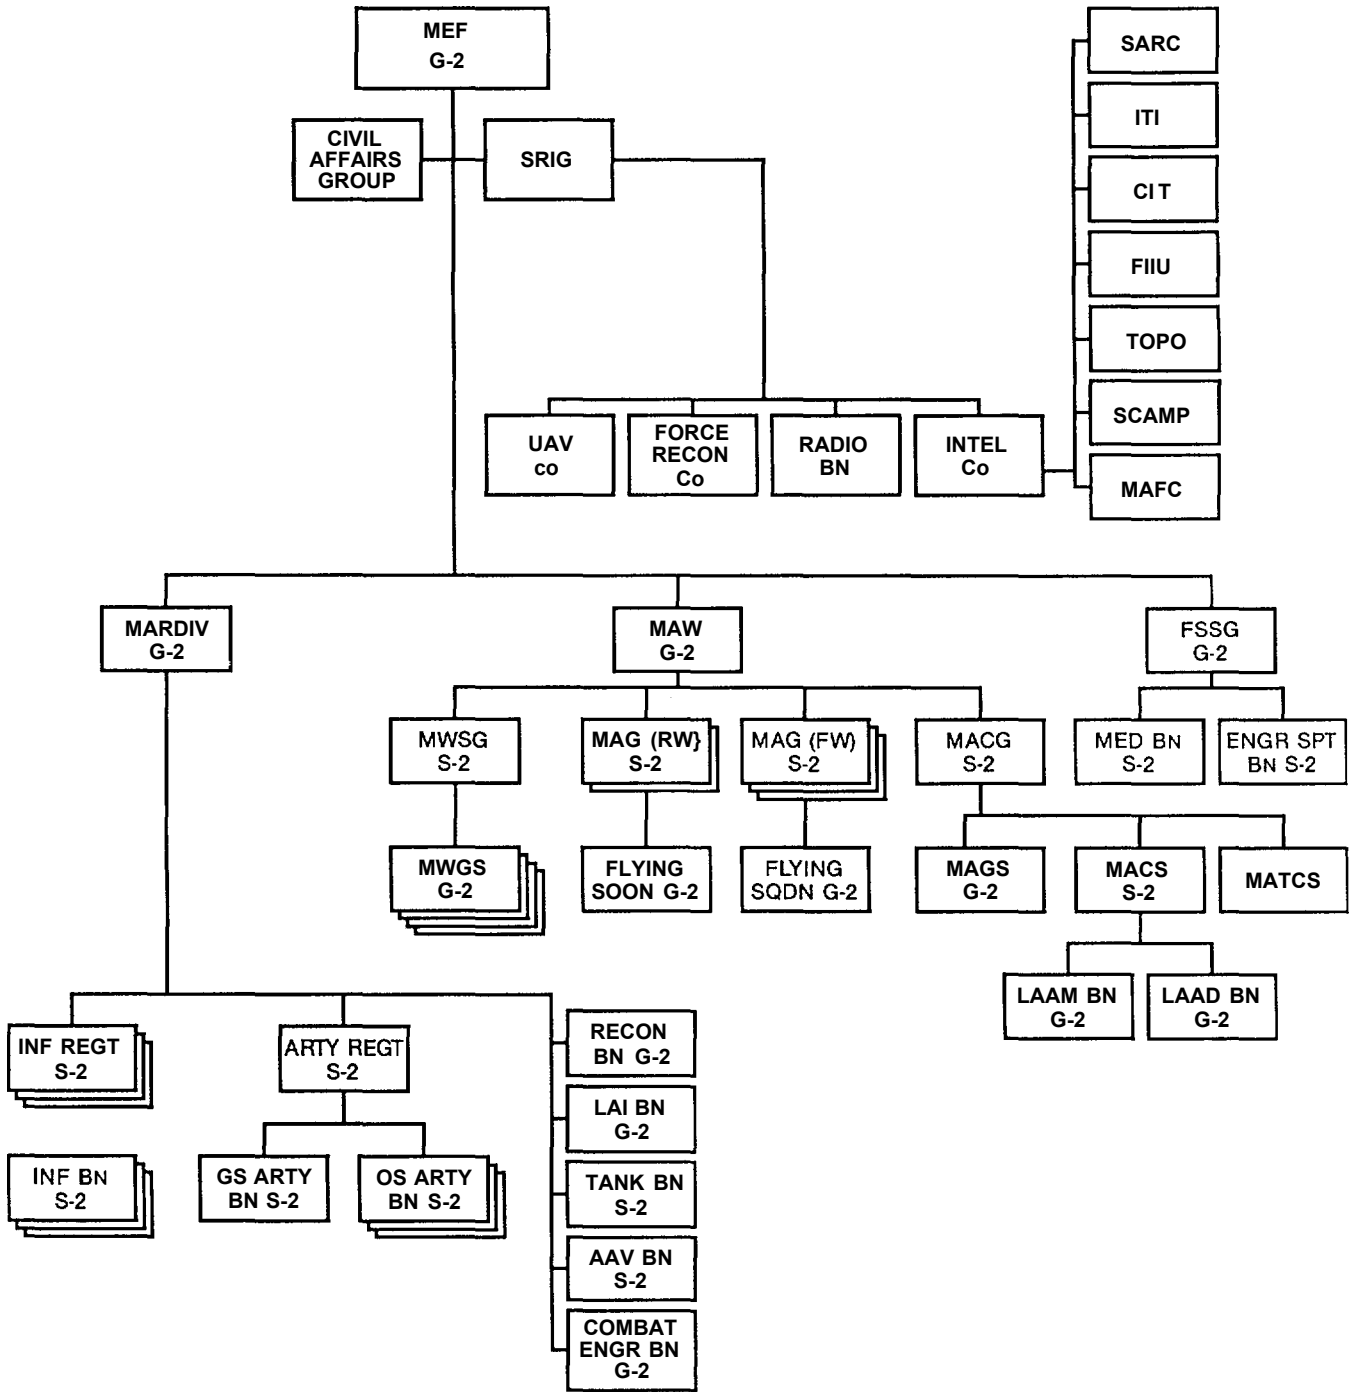 MEF
G-2
CIVIL
AFFAIRS
GROUP
SRIG
SARC
ITI
CIT
FIIU
TOPO
SCAMP
MAFC
UAV
co
FORCE
RECON
Co
RADIO
BN
INTEL
Co
MARDIV
G-2
MAW
G-2
FSSG
G-2
MWSG
S-2
MAG (RW}
S-2
MAG (FW)
S-2
MACG
S-2
MED BN
S-2
ENGR SPT
BN S-2
MWGS
G-2
FLYING
SOON G-2
FLYING
SQDN G-2
MAGS
G-2
MACS
S-2
MATCS
LAAM BN
G-2
LAAD BN
G-2
INF REGT
S-2
ARTY REGT
S-2
RECON
BN G-2
LAI BN
G-2
INF BN
S-2
GS ARTY
BN S-2
OS ARTY
BN S-2
TANK BN
S-2
AAV BN
S-2
COMBAT
ENGR BN
G-2